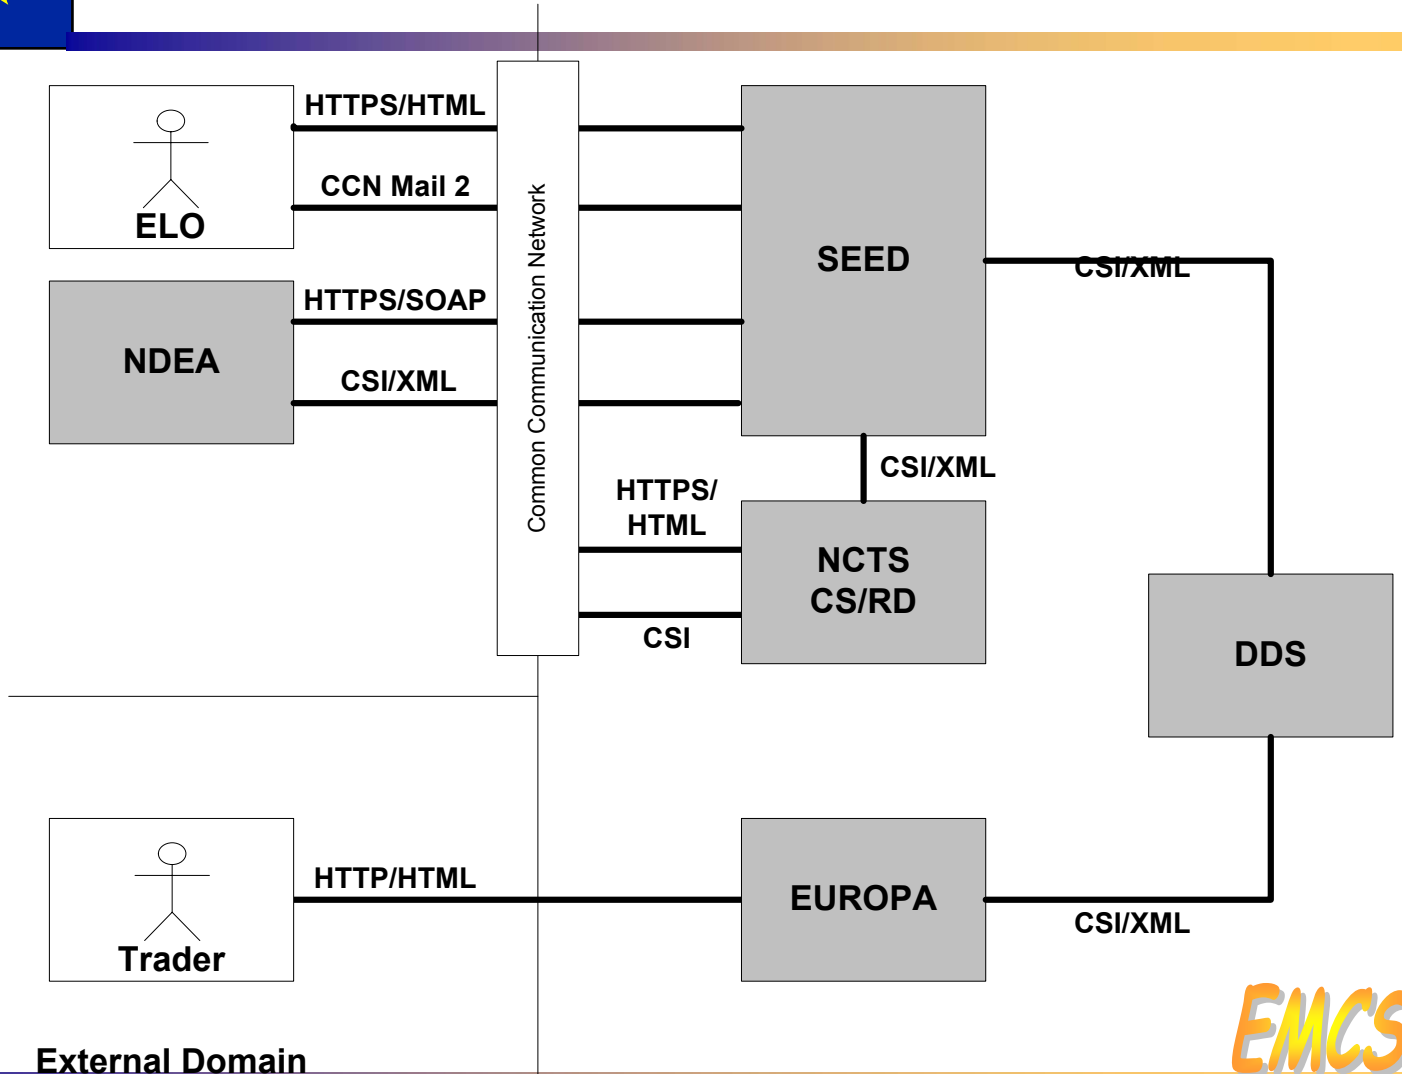 HTTPS/HTML
CCN Mail 2
ELO
HTTPS/SOAP
NDEA
CSI/XML
Common Communication Network
SEED
CSI/XML
CSI/XML
HTTPS/
HTML
NCTS
CS/RD
CSI
DDS
HTTP/HTML
Trader
EUROPA
CSI/XML
External Domain
EMCS